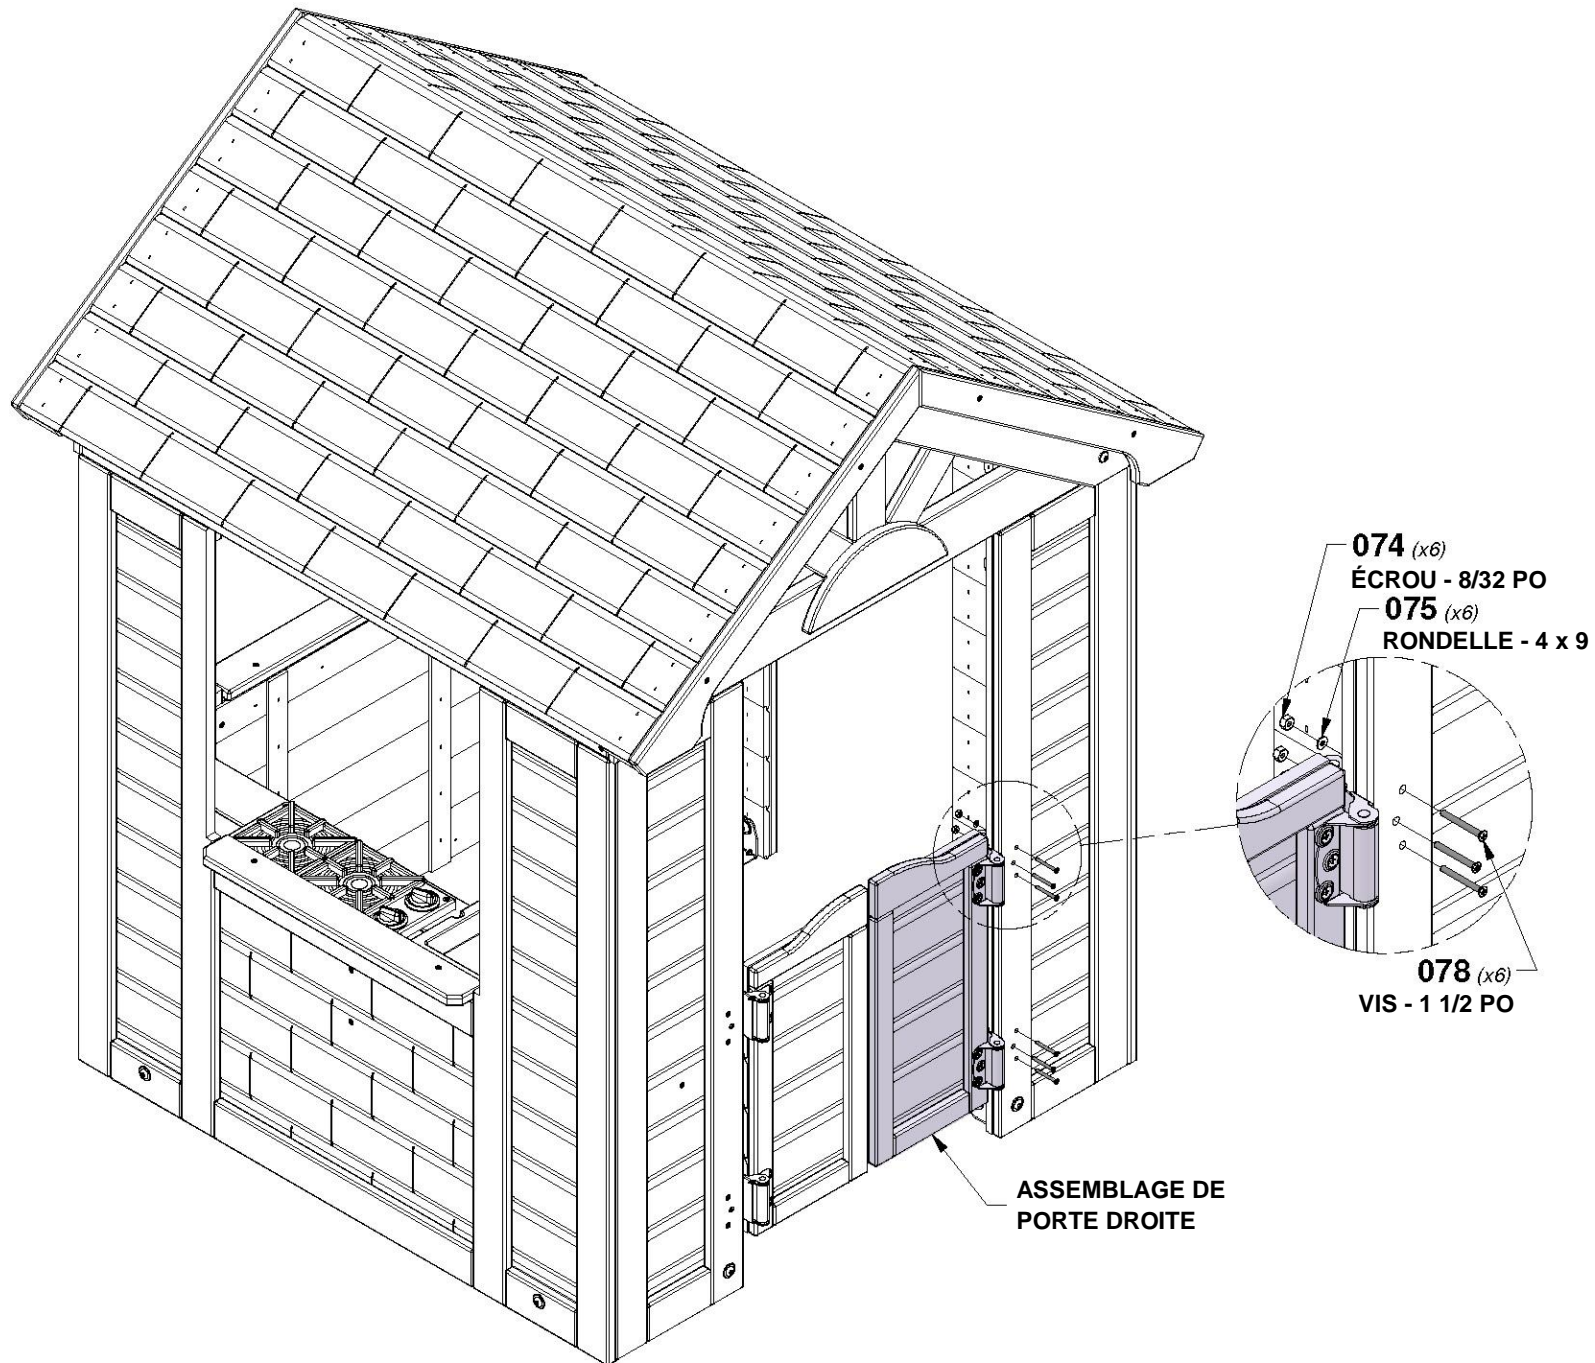 074 (x6)
ÉCROU - 8/32 PO
075 (x6)
RONDELLE - 4 x 9
078 (x6)
VIS - 1 1/2 PO
ASSEMBLAGE DE
PORTE DROITE